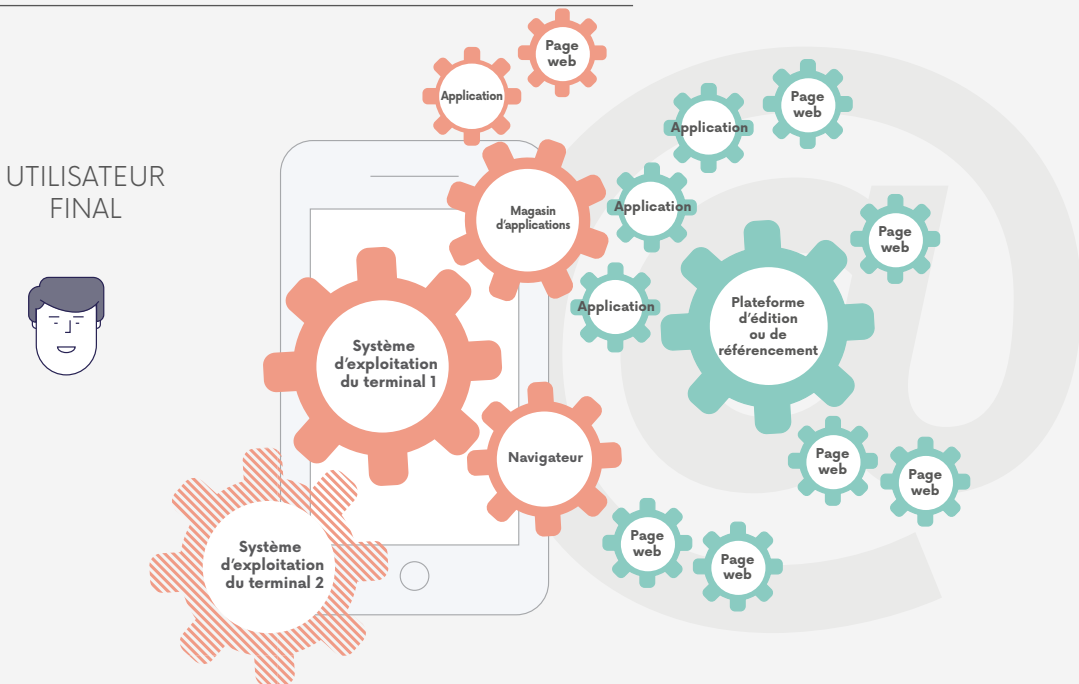 Page
web
Application
Page
web
Application
UTILISATEUR
FINAL
Magasin
d'applications
Application
Page
web
Application
Plateforme
d'édition
ou de
référencement
Système
d'exploitation
du terminal 1
Navigateur
Page
web
Page
web
Système
d'exploitation
du terminal 2
Page
web
Page
web